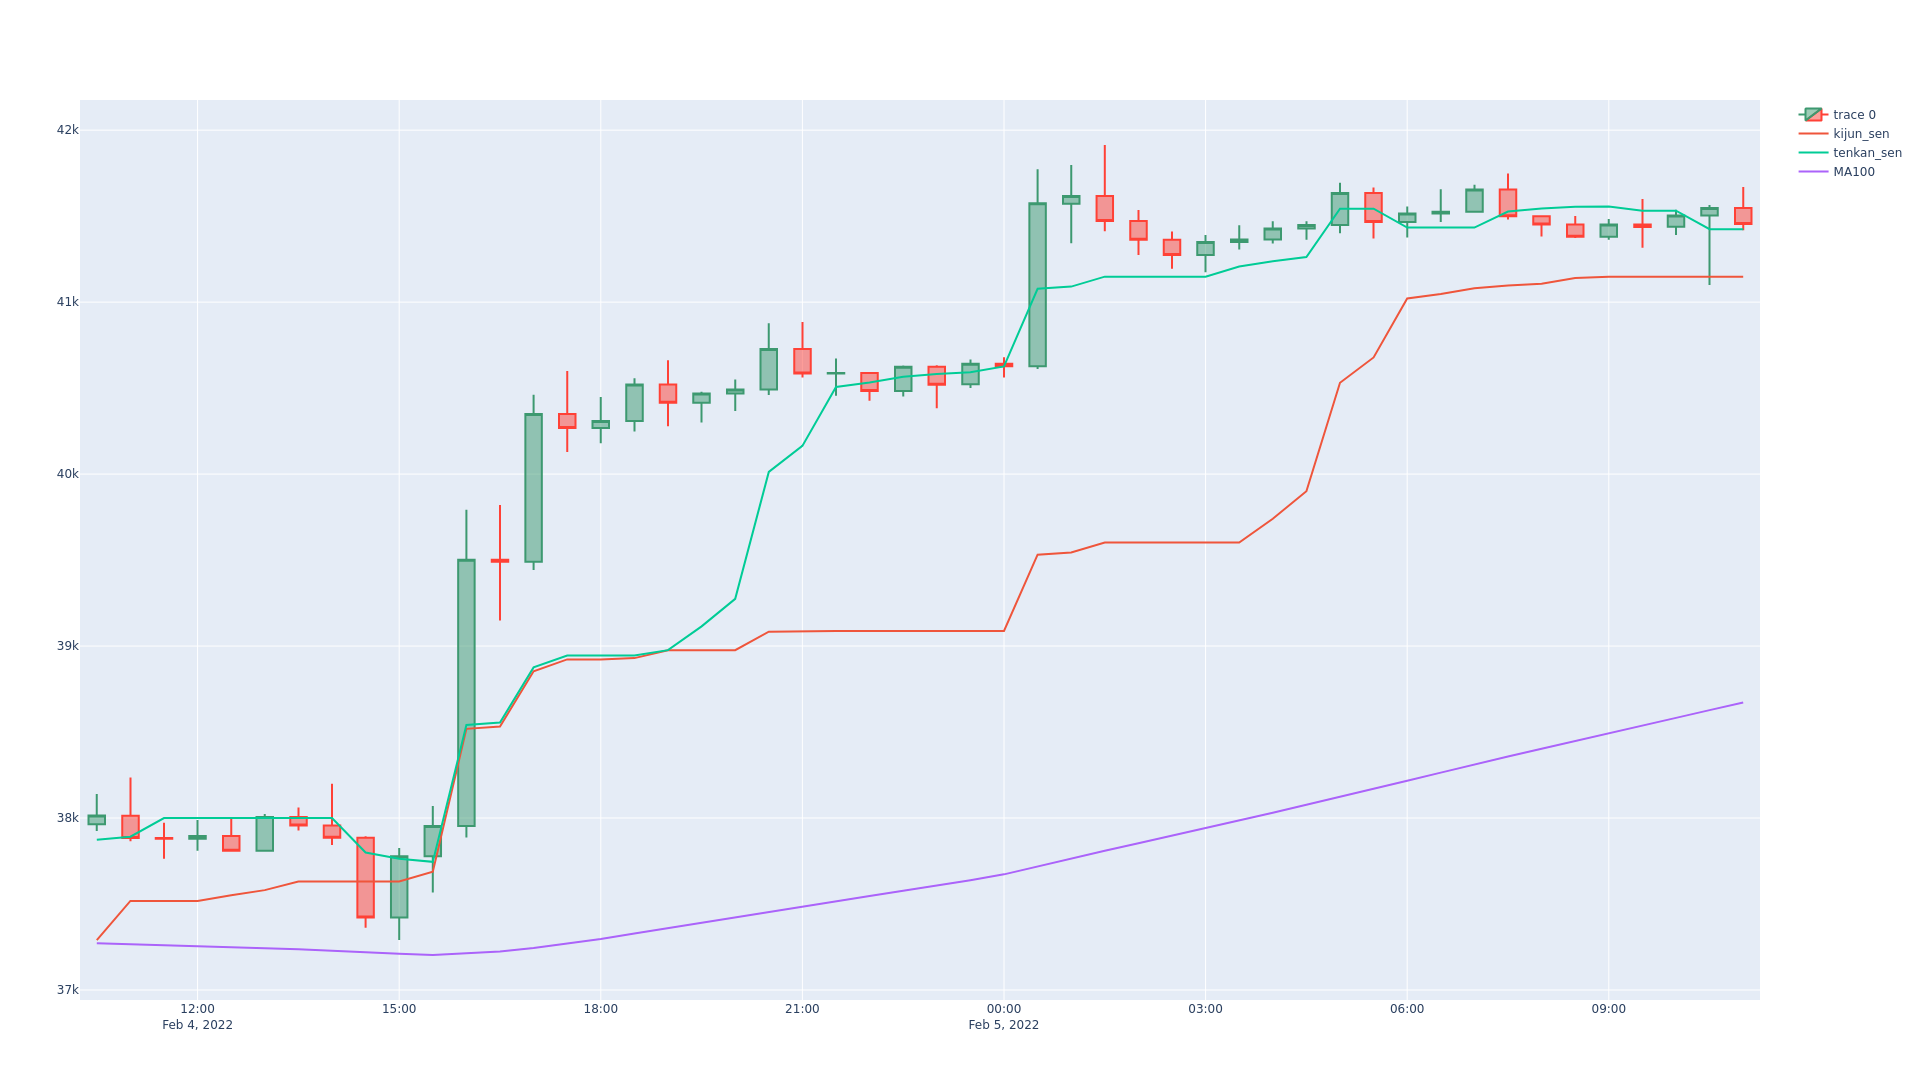 42k
41k
40k
39k
38k
37k
12:00
Feb 4, 2022
15:00
18:00
21:00
00:00
Feb 5, 2022
03:00
06:00
09:00
trace 0
kijun_sen
tenkan_sen
MA100